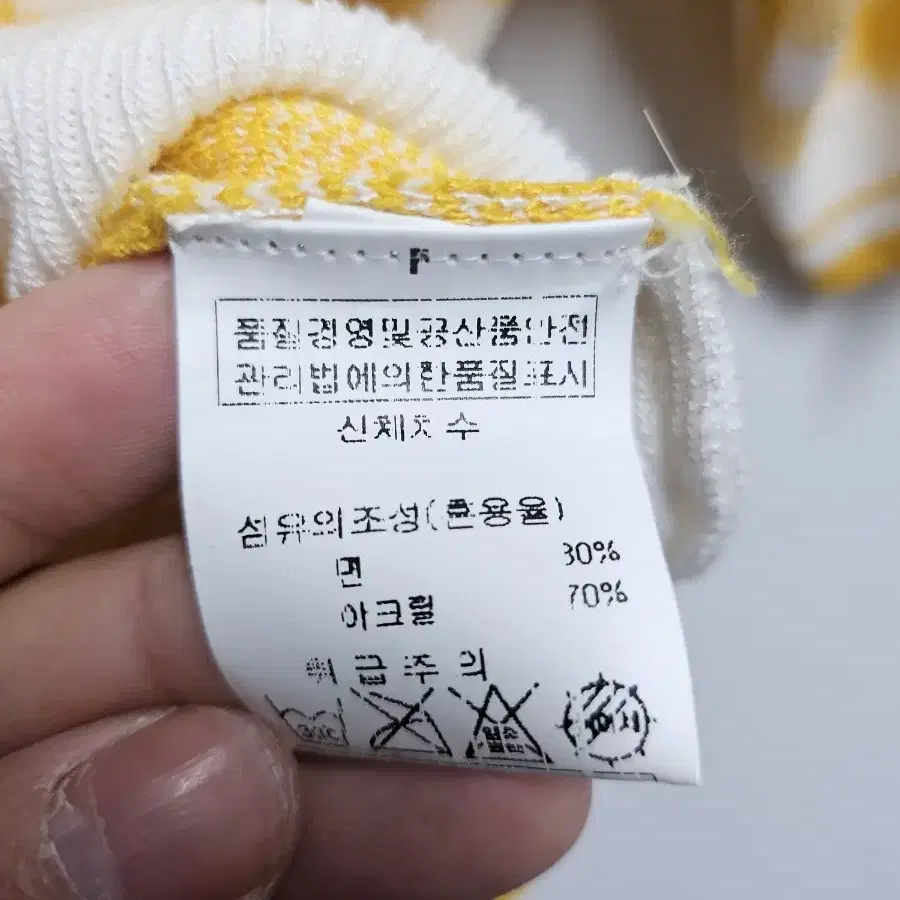 F
품질경영및공산품안전
관리법에의한품질표시
신체치수
섬유의조성(혼용율)
면 30%
아크릴 70%
취급주의